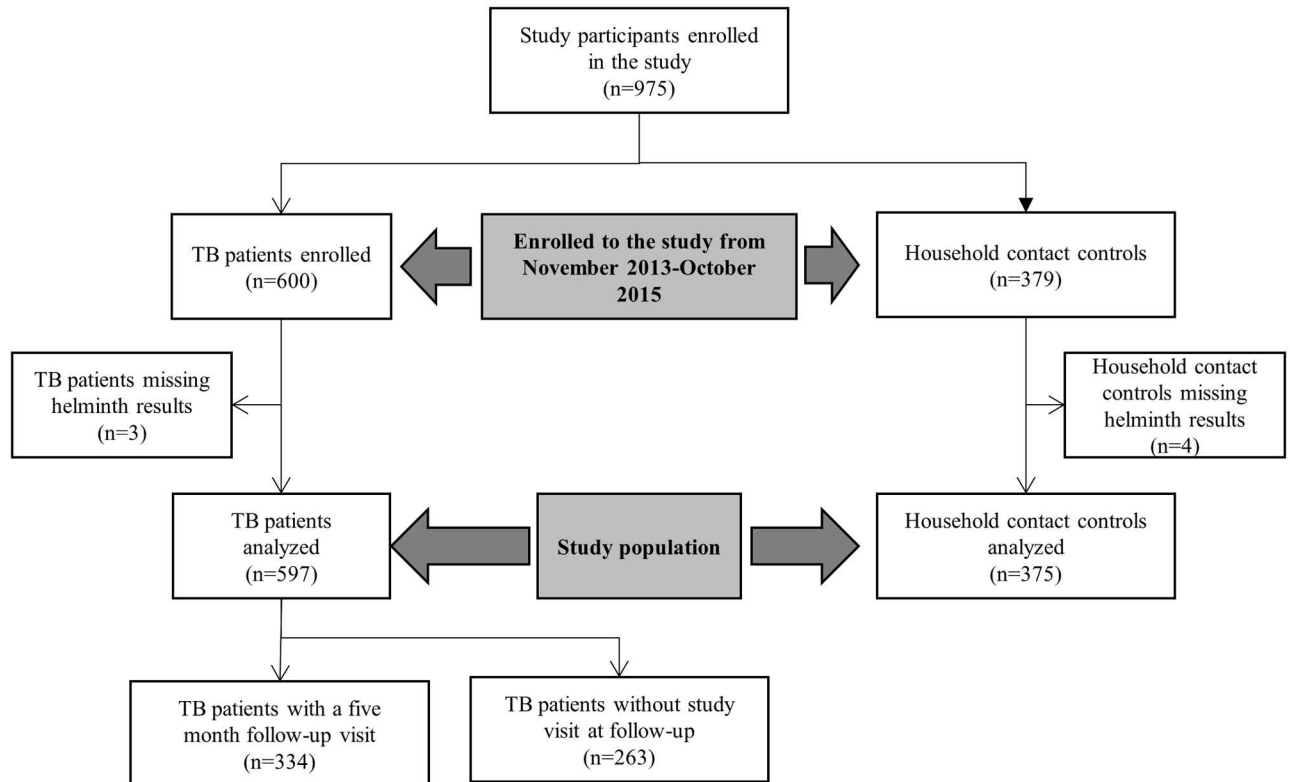 Study participants enrolled
in the study
(n=975)
TB patients enrolled
(n=600)
Enrolled to the study from
November 2013-October
2015
Household contact controls
(n=379)
TB patients missing
helminth results
(n=3)
Household contact
controls missing
helminth results
(n=4)
TB patients
analyzed
(n=597)
Study population
Household contact controls
analyzed
(n=375)
TB patients with a five
month follow-up visit
(n=334)
TB patients without study
visit at follow-up
(n=263)